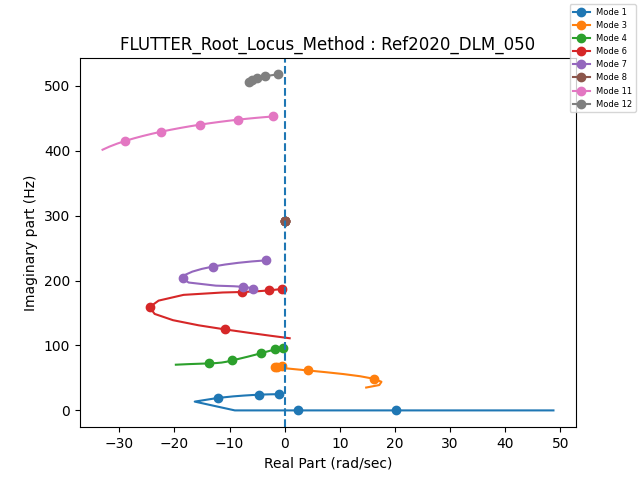 FLUTTER_Root_Locus_Method : Ref2020_DLM_050
Mode 1
Mode 3
Mode 4
Mode 6
Mode 7
Mode 8
Mode 11
Mode 12
Imaginary part (Hz)
500
400
300
200
100
0
−30
−20
−10
0
10
20
30
40
50
Real Part (rad/sec)